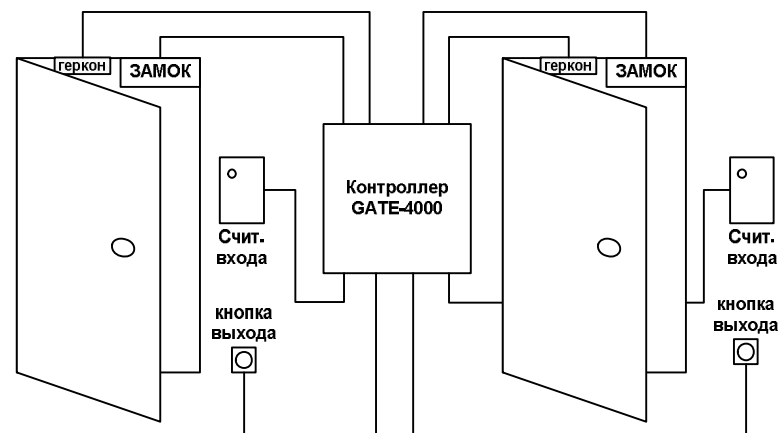 геркон
ЗАМОК
геркон
ЗАМОК
Контроллер
GATE-4000
Счит.
входа
Счит.
входа
кнопка
выхода
кнопка
выхода